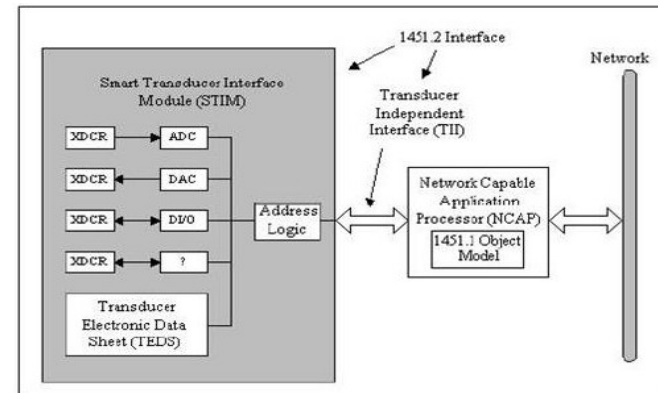 1451.2 Interface
Network
Smart Transducer Interface
Module (STIM)
Transducer
Independent
Interface (TII)
XDCR
ADC
XDCR
DAC
XDCR
DI/O
XDCR
?
Address
Logic
Network Capable
Application
Processor (NCAP)
1451.1 Object
Model
Transducer
Electronic Data
Sheet (TEDS)